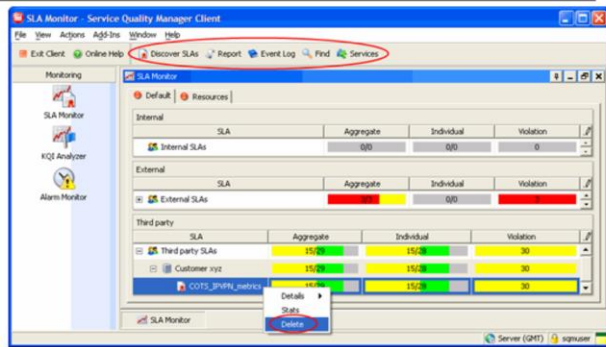 SLA Monitor - Service Quality Manager Client
File View Actions Add-Ins Window Help
Exit Client Online Help Discover SLAs Report Event Log Find Services
Monitoring
SLA Monitor
KQI Analyzer
Alarm Monitor
SLA Monitor
Default Resources
Internal
SLA Aggregate Individual Violation
Internal SLAs 0/0 0/0 0
External
SLA Aggregate Individual Violation
External SLAs 0/0
Third party
SLA Aggregate Individual Violation
Third party SLAs 15/29 15/28 30
Customer xyz 15/29 15/28 30
COTS_IPVPN_metrics 15/29 15/28 30
Details
Stats
Delete
SLA Monitor
Server (GMT) sqmuser